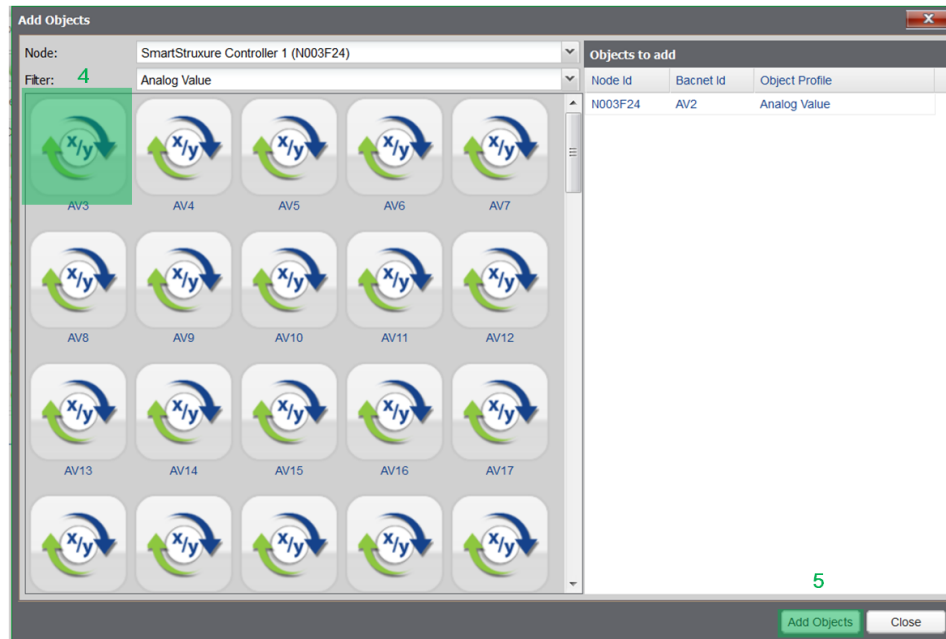 Add Objects
Node: SmartStruxure Controller 1 (N003F24)
Filter: 4 Analog Value
Objects to add
Node Id Bacnet Id Object Profile
N003F24 AV2 Analog Value
x/y x/y x/y x/y x/y
AV3 AV4 AV5 AV6 AV7
x/y x/y x/y x/y x/y
AV8 AV9 AV10 AV11 AV12
x/y x/y x/y x/y x/y
AV13 AV14 AV15 AV16 AV17
x/y x/y x/y x/y x/y
5
Add Objects Close